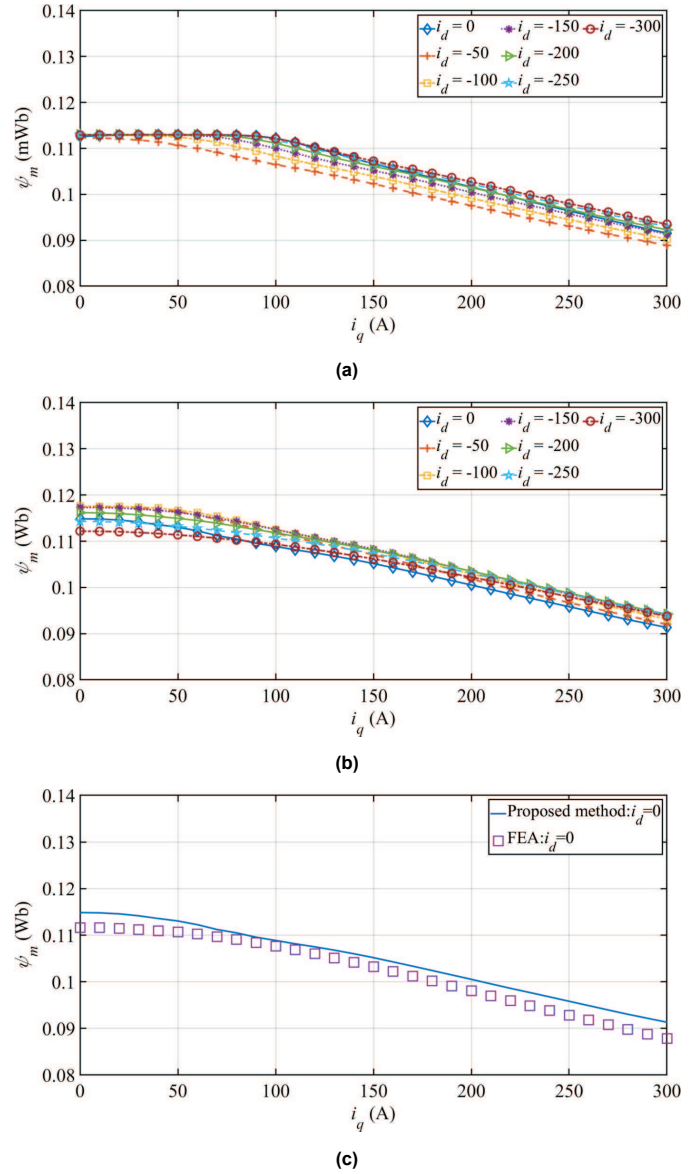 0.14
0.13
0.12
0.11
0.1
0.09
0.08
ψm (mWb)
id = 0 id = -150 id = -300
id = -50 id = -200
id = -100 id = -250
0 50 100 150 200 250 300
iq (A)
(a)
0.14
0.13
0.12
0.11
0.1
0.09
0.08
ψm (Wb)
id = 0 id = -150 id = -300
id = -50 id = -200
id = -100 id = -250
0 50 100 150 200 250 300
iq (A)
(b)
0.14
0.13
0.12
0.11
0.1
0.09
0.08
ψm (Wb)
Proposed method:id=0
FEA:id=0
0 50 100 150 200 250 300
iq (A)
(c)